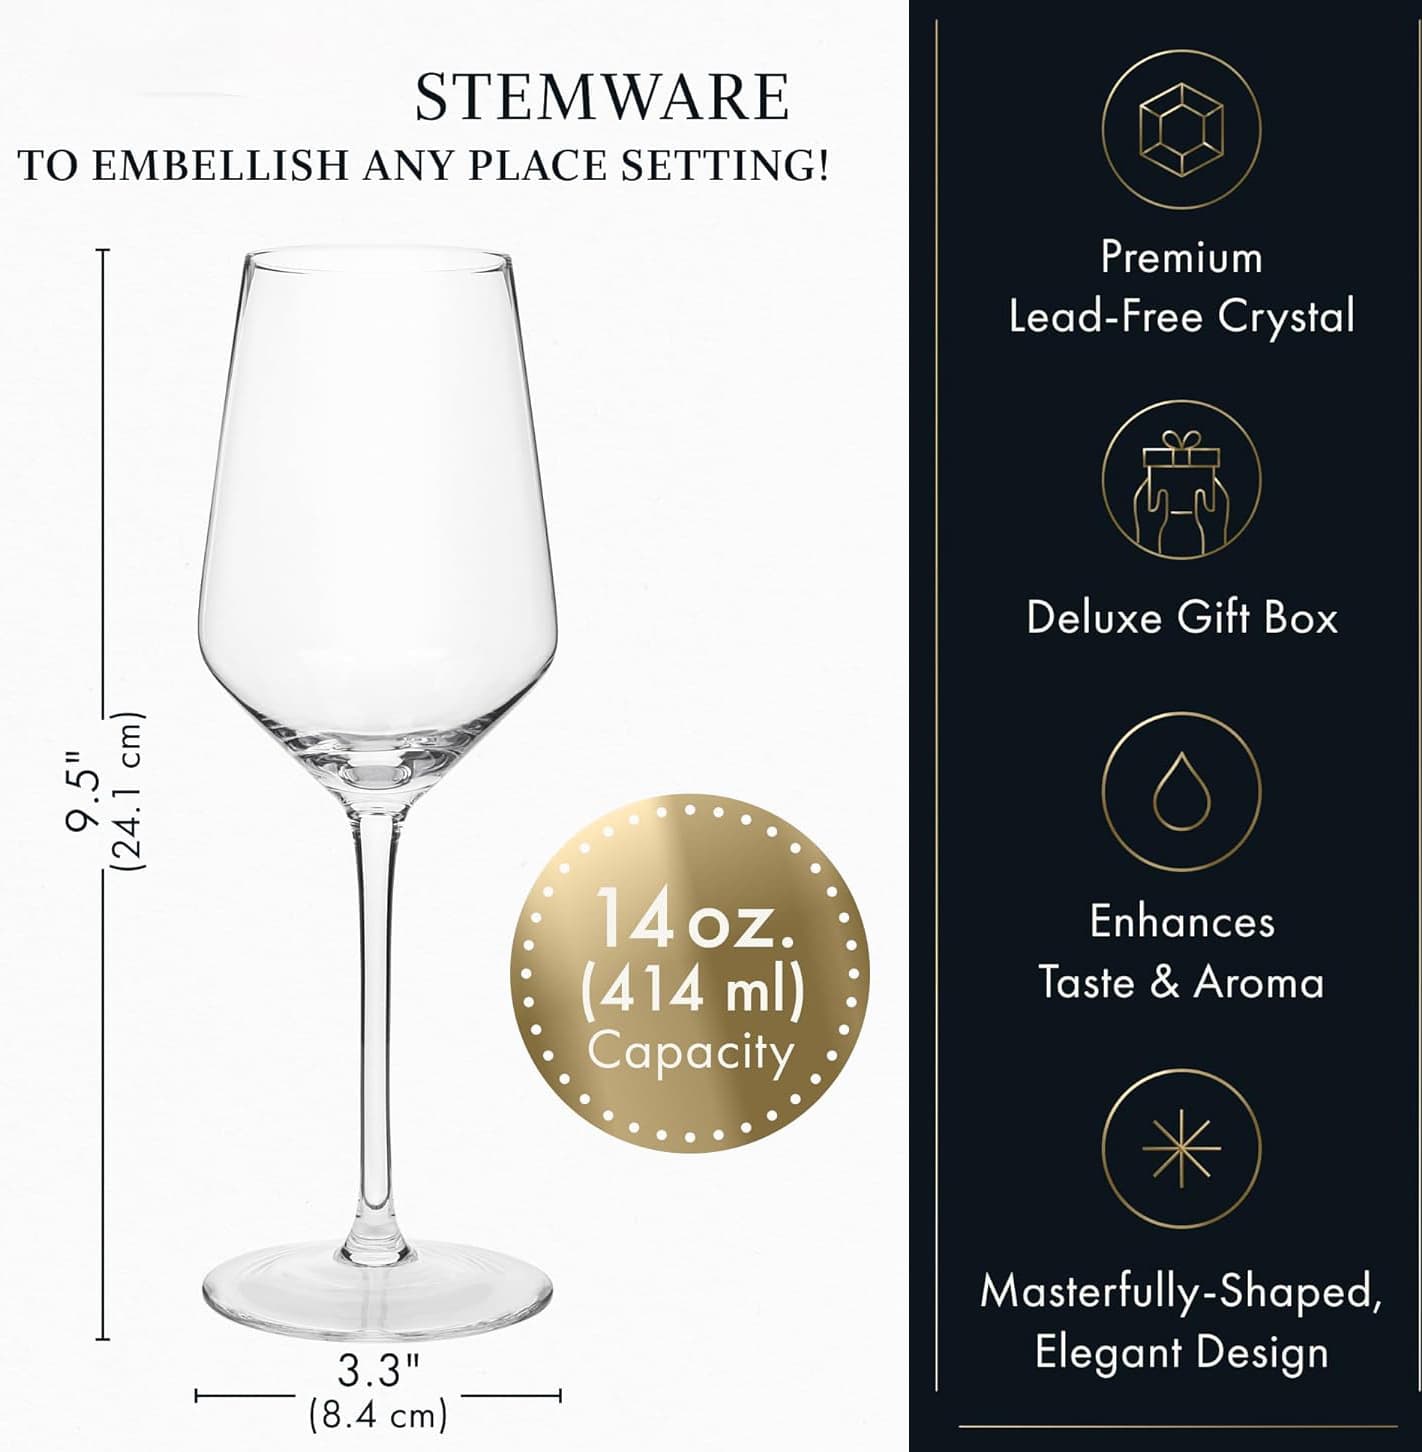 STEMWARE
TO EMBELLISH ANY PLACE SETTING!
9.5"
(24.1 cm)
14 oz.
(414 ml)
Capacity
3.3"
(8.4 cm)
Premium
Lead-Free Crystal
Deluxe Gift Box
Enhances
Taste & Aroma
Masterfully-Shaped,
Elegant Design